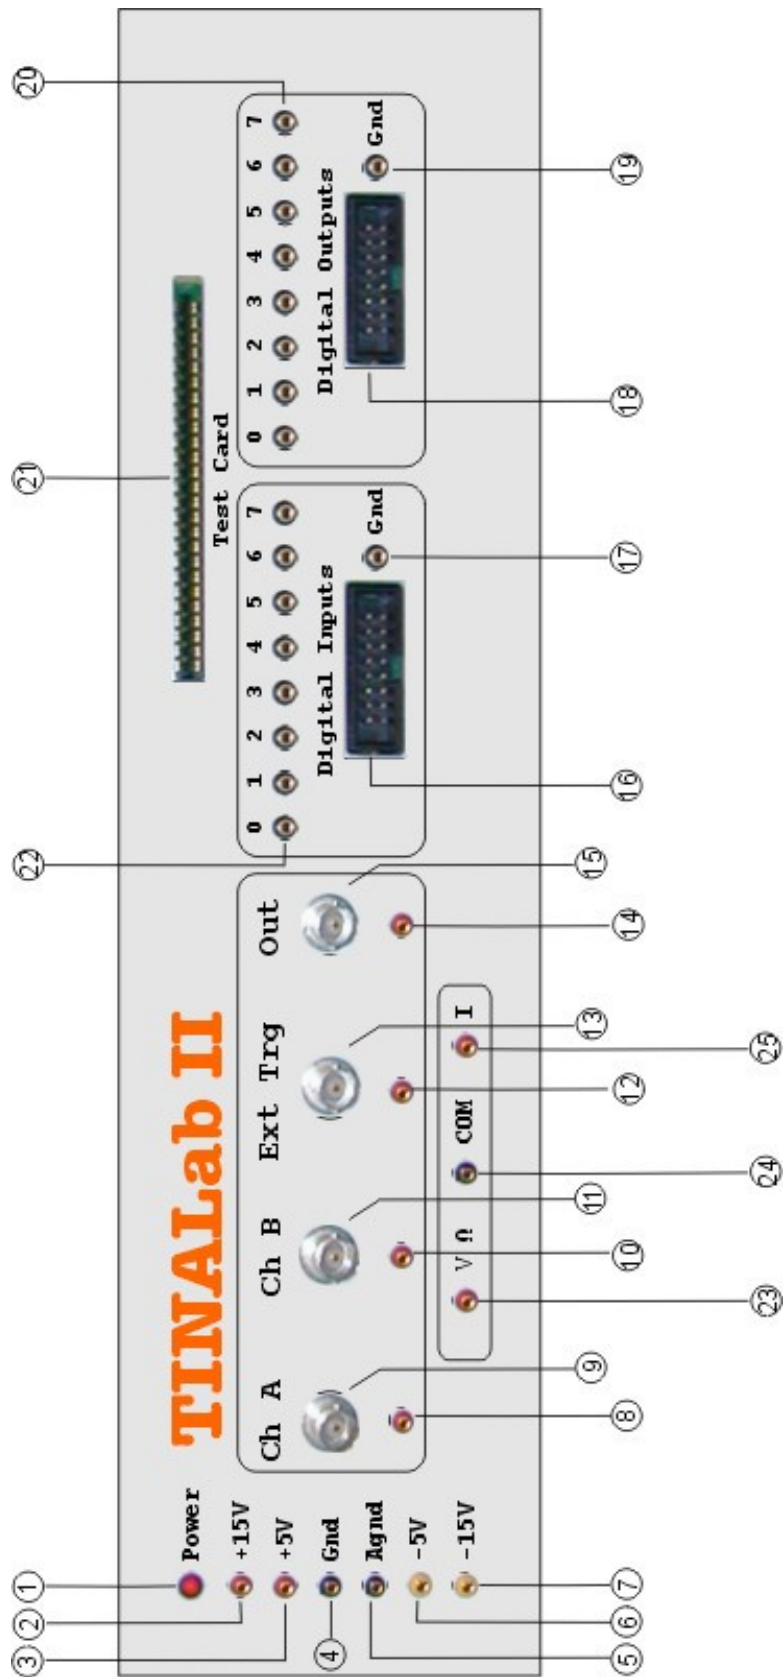 TINALab II
Test Card
Power
+15V
+5V
Gnd
Agnd
-5V
-15V
Ch A
Ch B
Ext Trg
Out
V Ω
COM
I
0 1 2 3 4 5 6 7
Digital Inputs
Gnd
0 1 2 3 4 5 6 7
Digital Outputs
Gnd
1
2
3
4
5
6
7
8
9
10
11
12
13
14
15
16
17
18
19
20
21
22
23
24
25